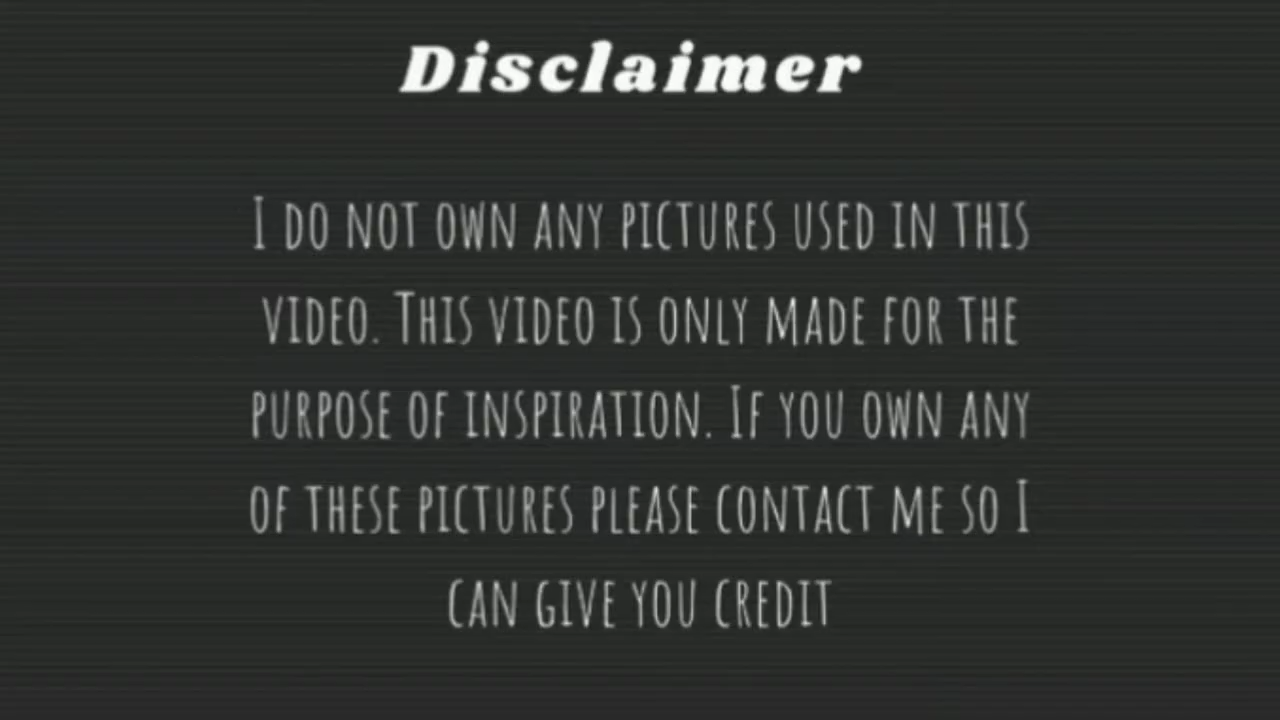 Disclaimer
I do not own any pictures used in this
video. This video is only made for the
purpose of inspiration. If you own any
of these pictures please contact me so I
can give you credit